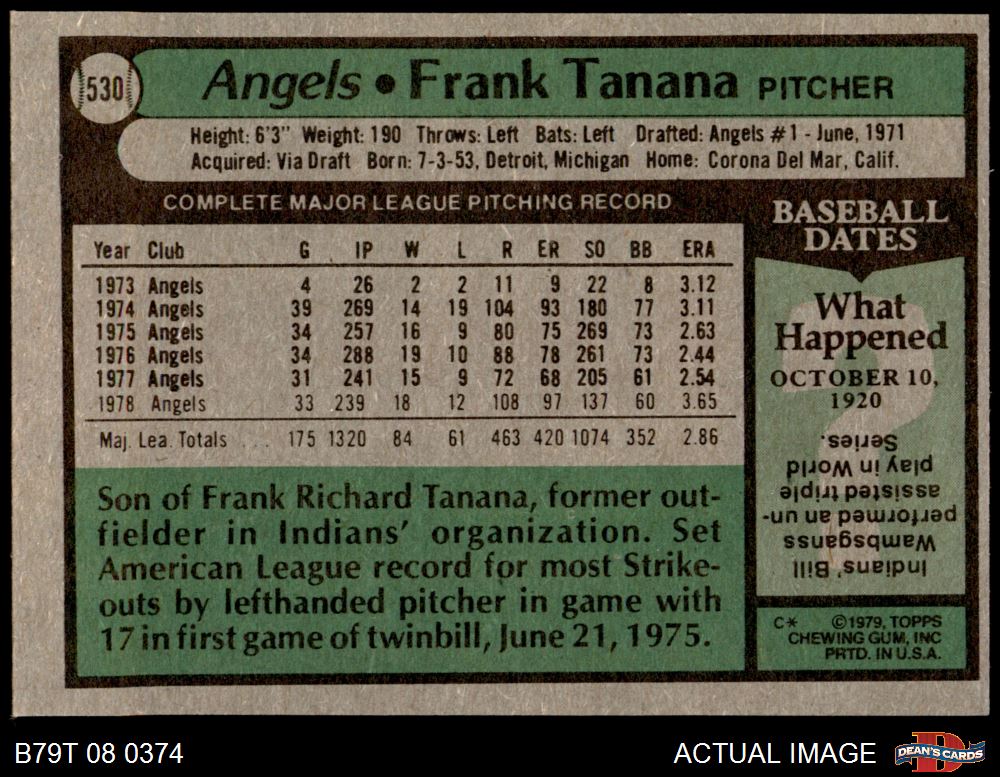 530 Angels • Frank Tanana PITCHER
Height: 6'3" Weight: 190 Throws: Left Bats: Left Drafted: Angels #1 - June, 1971
Acquired: Via Draft Born: 7-3-53, Detroit, Michigan Home: Corona Del Mar, Calif.
COMPLETE MAJOR LEAGUE PITCHING RECORD
Year Club G IP W L R ER SO BB ERA
1973 Angels 4 26 2 2 11 9 22 8 3.12
1974 Angels 39 269 14 19 104 93 180 77 3.11
1975 Angels 34 257 16 9 80 75 269 73 2.63
1976 Angels 34 288 19 10 88 78 261 73 2.44
1977 Angels 31 241 15 9 72 68 205 61 2.54
1978 Angels 33 239 18 12 108 97 137 60 3.65
Maj. Lea. Totals . . . 175 1320 84 61 463 420 1074 352 2.86
Son of Frank Richard Tanana, former out-
fielder in Indians' organization. Set
American League record for most Strike-
outs by lefthanded pitcher in game with
17 in first game of twinbill, June 21, 1975.
BASEBALL
DATES
What
Happened
OCTOBER 10,
1920
?
Indians' Bill
Wambsganss
performed an un-
assisted triple
play in World
Series.
C* ©1979, TOPPS
CHEWING GUM, INC
PRTD. IN U.S.A.
B79T 08 0374
ACTUAL IMAGE
D
DEAN'S CARDS